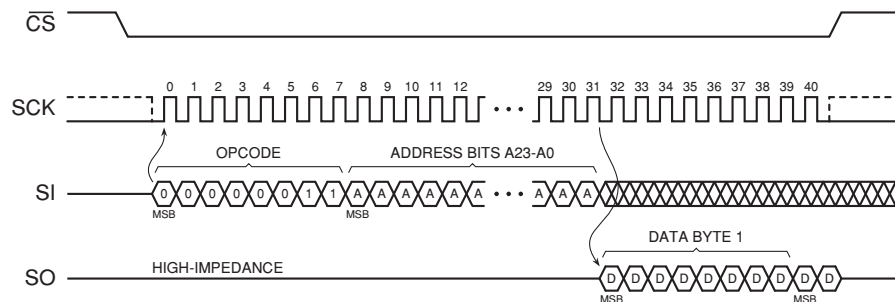 CS
0 1 2 3 4 5 6 7 8 9 10 11 12 29 30 31 32 33 34 35 36 37 38 39 40
SCK
OPCODE ADDRESS BITS A23-A0
SI 0 0 0 0 0 0 1 1 A A A A A A A A A
MSB MSB
DATA BYTE 1
HIGH-IMPEDANCE
SO D D D D D D D D D D
MSB MSB